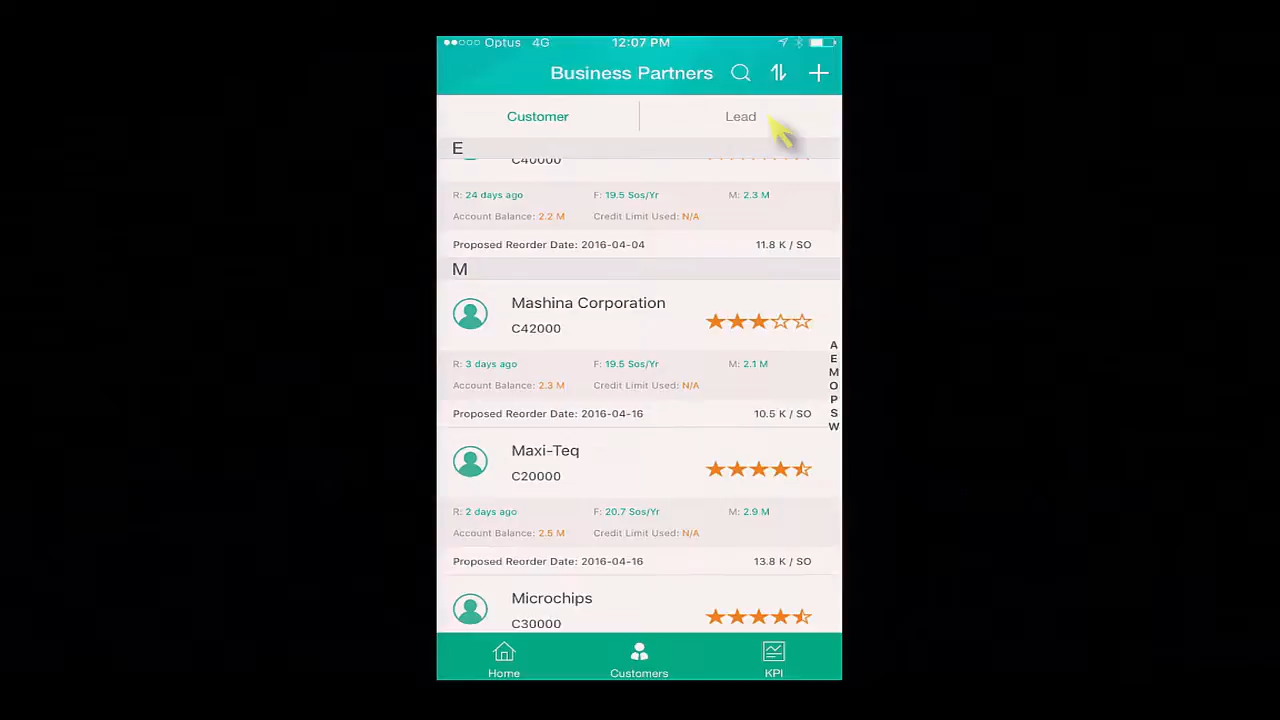 Optus 4G 12:07 PM
Business Partners
Customer Lead
E
C40000
R: 24 days ago F: 19.5 Sos/Yr M: 2.3 M
Account Balance: 2.2 M Credit Limit Used: N/A
Proposed Reorder Date: 2016-04-04 11.8 K / SO
M
Mashina Corporation
C42000
R: 3 days ago F: 19.5 Sos/Yr M: 2.1 M
Account Balance: 2.3 M Credit Limit Used: N/A
Proposed Reorder Date: 2016-04-16 10.5 K / SO
Maxi-Teq
C20000
R: 2 days ago F: 20.7 Sos/Yr M: 2.9 M
Account Balance: 2.5 M Credit Limit Used: N/A
Proposed Reorder Date: 2016-04-16 13.8 K / SO
Microchips
C30000
A
E
M
O
P
S
W
Home Customers KPI